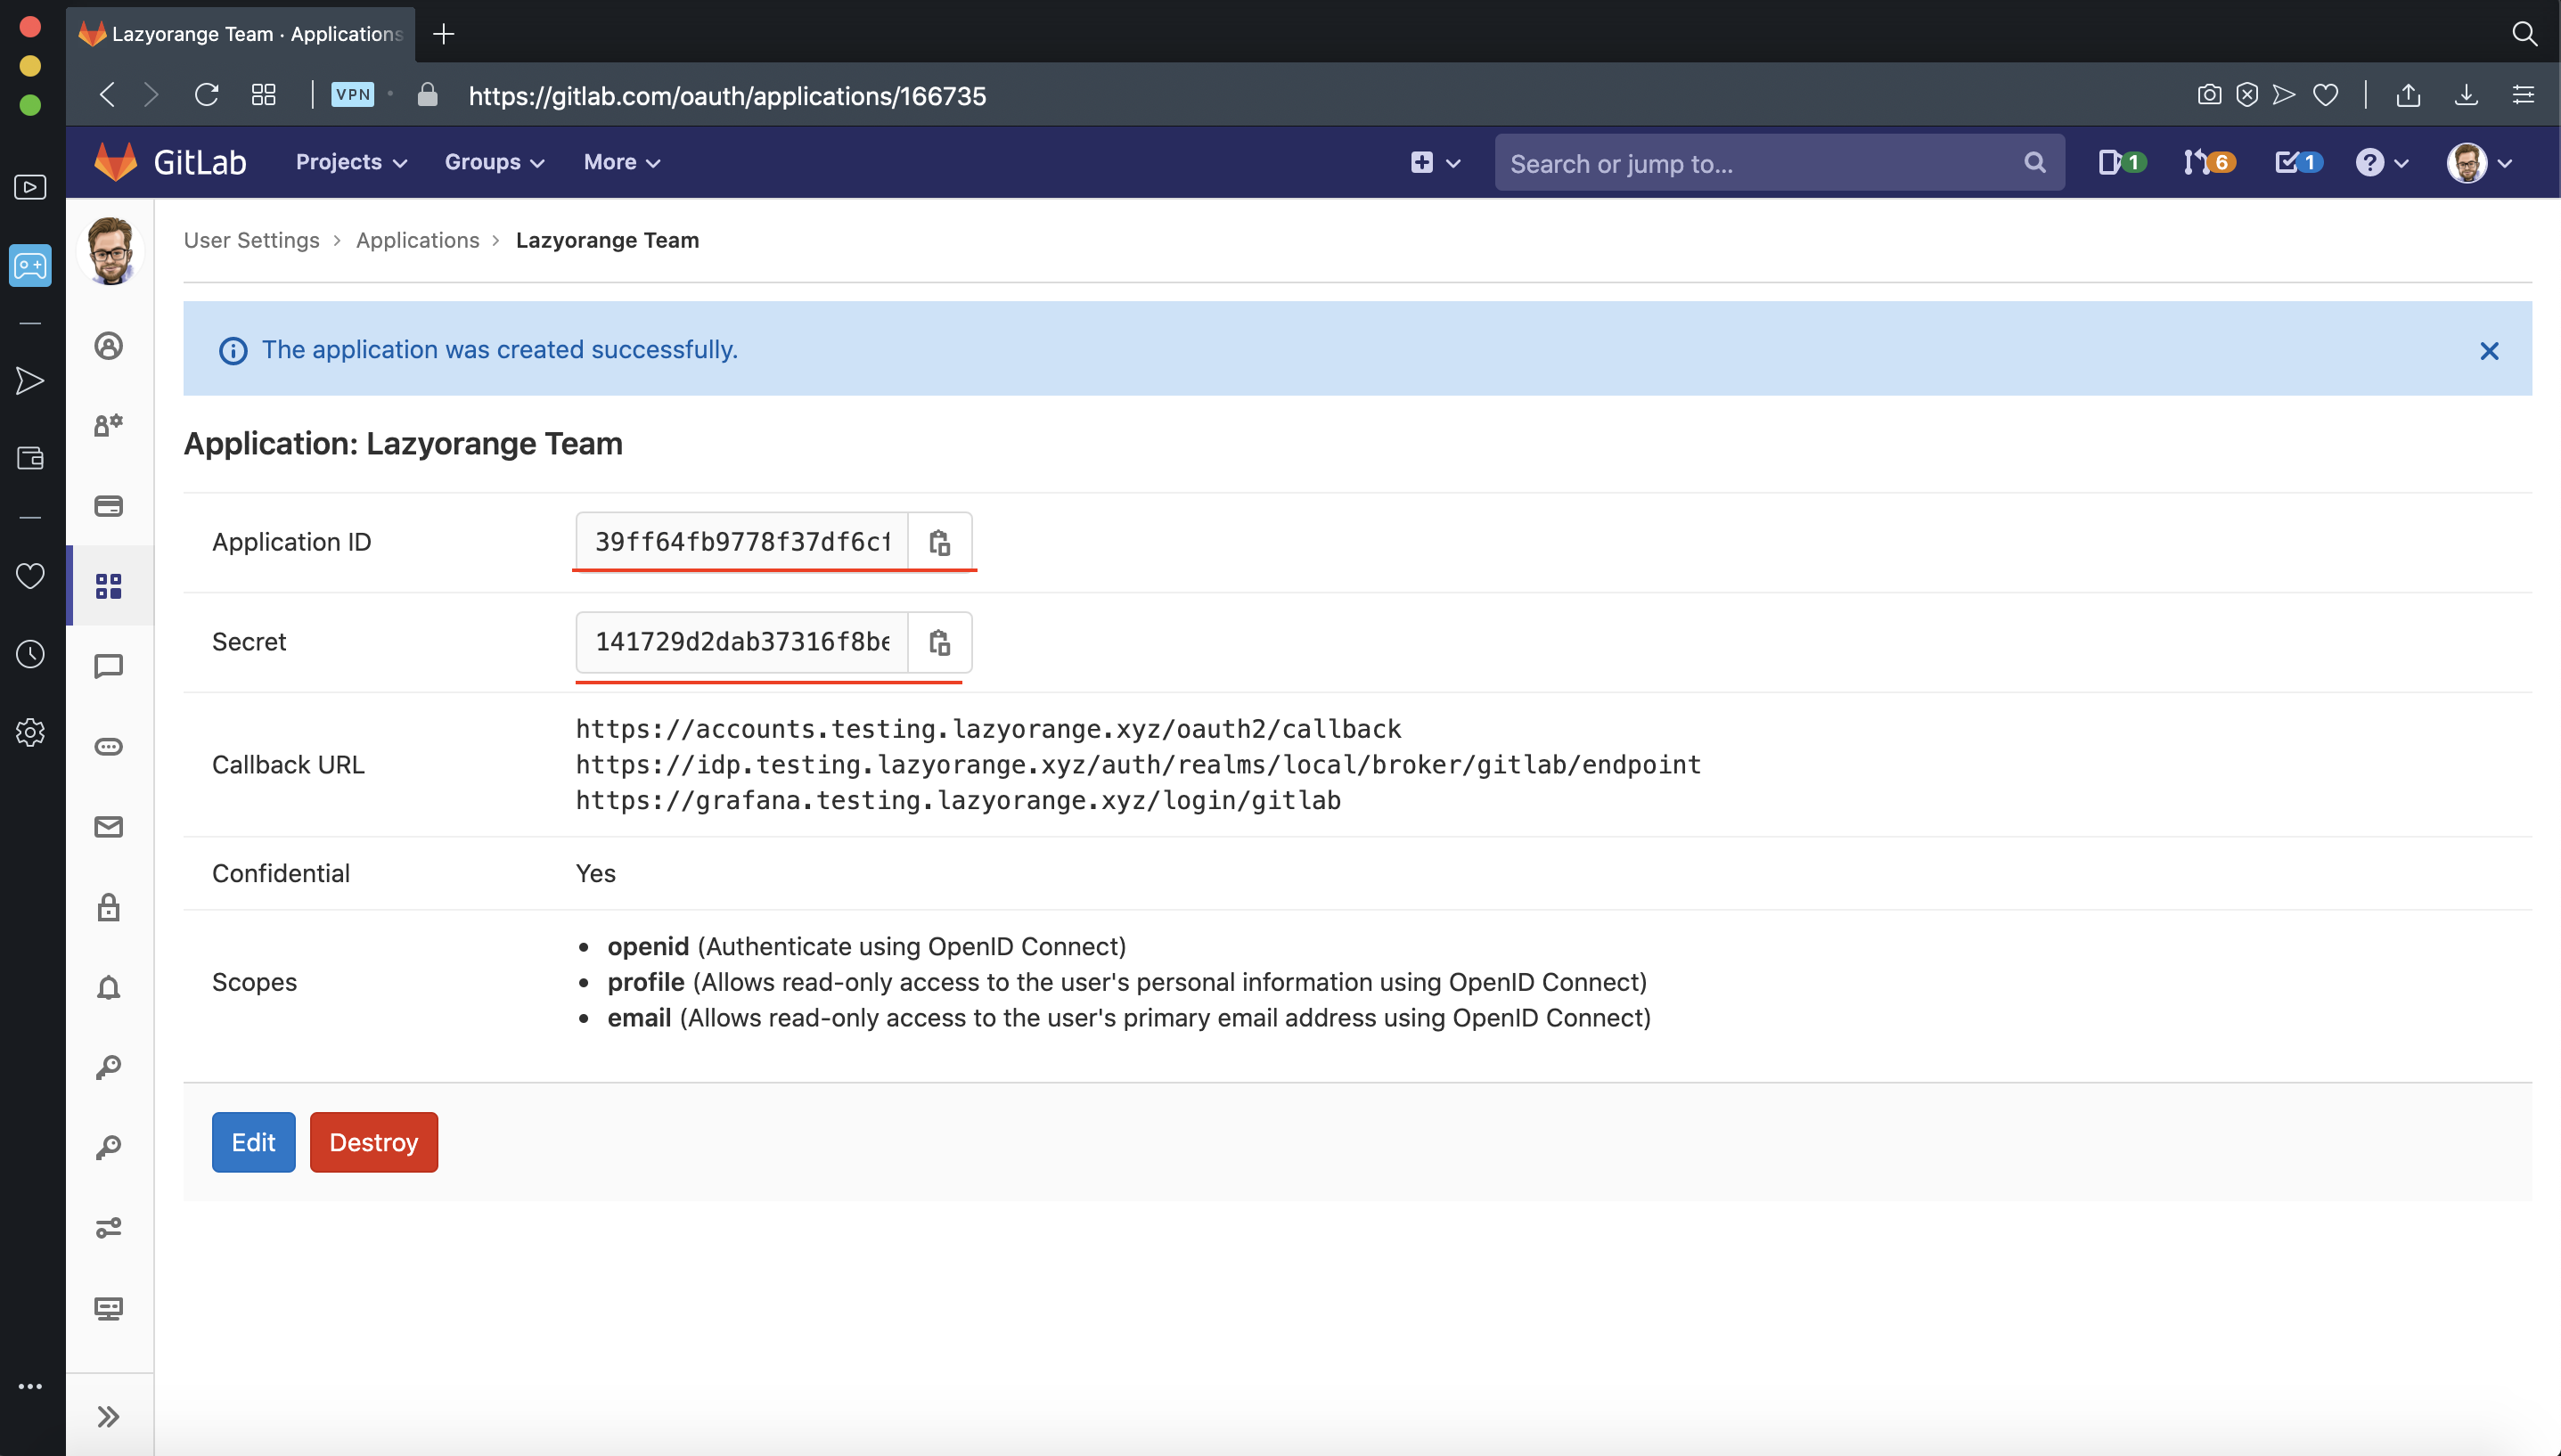 Lazyorange Team · Applications
VPN
https://gitlab.com/oauth/applications/166735
GitLab
Projects
Groups
More
Search or jump to...
1
6
1
User Settings > Applications > Lazyorange Team
The application was created successfully.
Application: Lazyorange Team
Application ID
39ff64fb9778f37df6cf
Secret
141729d2dab37316f8be
Callback URL
https://accounts.testing.lazyorange.xyz/oauth2/callback
https://idp.testing.lazyorange.xyz/auth/realms/local/broker/gitlab/endpoint
https://grafana.testing.lazyorange.xyz/login/gitlab
Confidential
Yes
Scopes
• openid (Authenticate using OpenID Connect)
• profile (Allows read-only access to the user's personal information using OpenID Connect)
• email (Allows read-only access to the user's primary email address using OpenID Connect)
Edit
Destroy